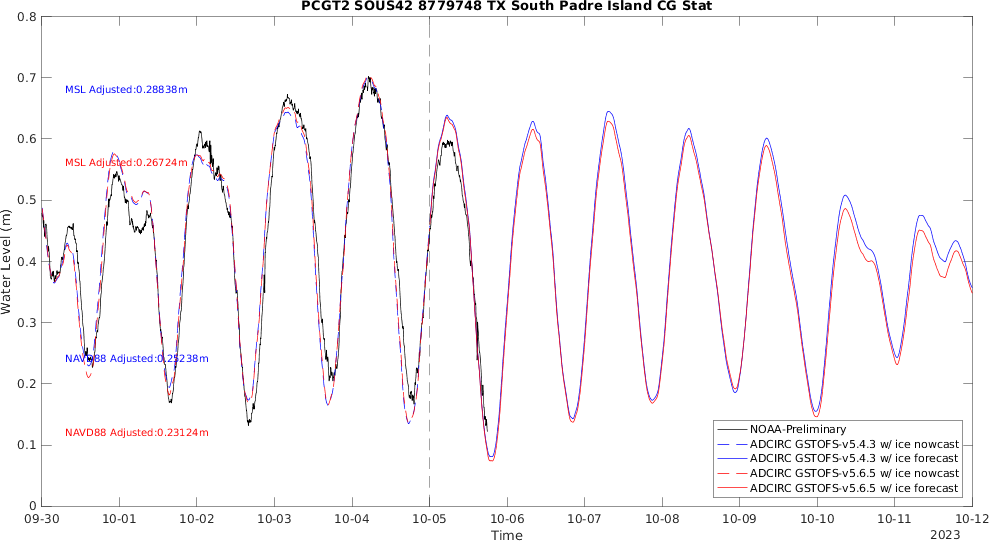 PCGT2 SOUS42 8779748 TX South Padre Island CG Stat
0.8
0.7
0.6
0.5
0.4
0.3
0.2
0.1
0
Water Level (m)
MSL Adjusted:0.28838m
MSL Adjusted:0.26724m
NAVD88 Adjusted:0.25238m
NAVD88 Adjusted:0.23124m
NOAA-Preliminary
ADCIRC GSTOFS-v5.4.3 w/ ice nowcast
ADCIRC GSTOFS-v5.4.3 w/ ice forecast
ADCIRC GSTOFS-v5.6.5 w/ ice nowcast
ADCIRC GSTOFS-v5.6.5 w/ ice forecast
09-30 10-01 10-02 10-03 10-04 10-05 10-06 10-07 10-08 10-09 10-10 10-11 10-12
Time
2023